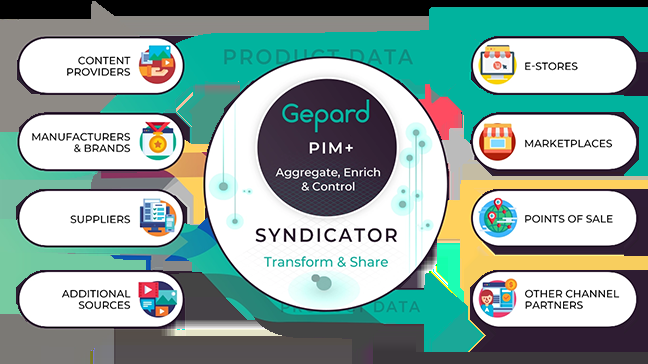 PRODUCT DATA
CONTENT
PROVIDERS
MANUFACTURERS
& BRANDS
SUPPLIERS
ADDITIONAL
SOURCES
Gepard
PIM+
Aggregate, Enrich
& Control
SYNDICATOR
Transform & Share
DATA
E-STORES
MARKETPLACES
POINTS OF SALE
OTHER CHANNEL
PARTNERS